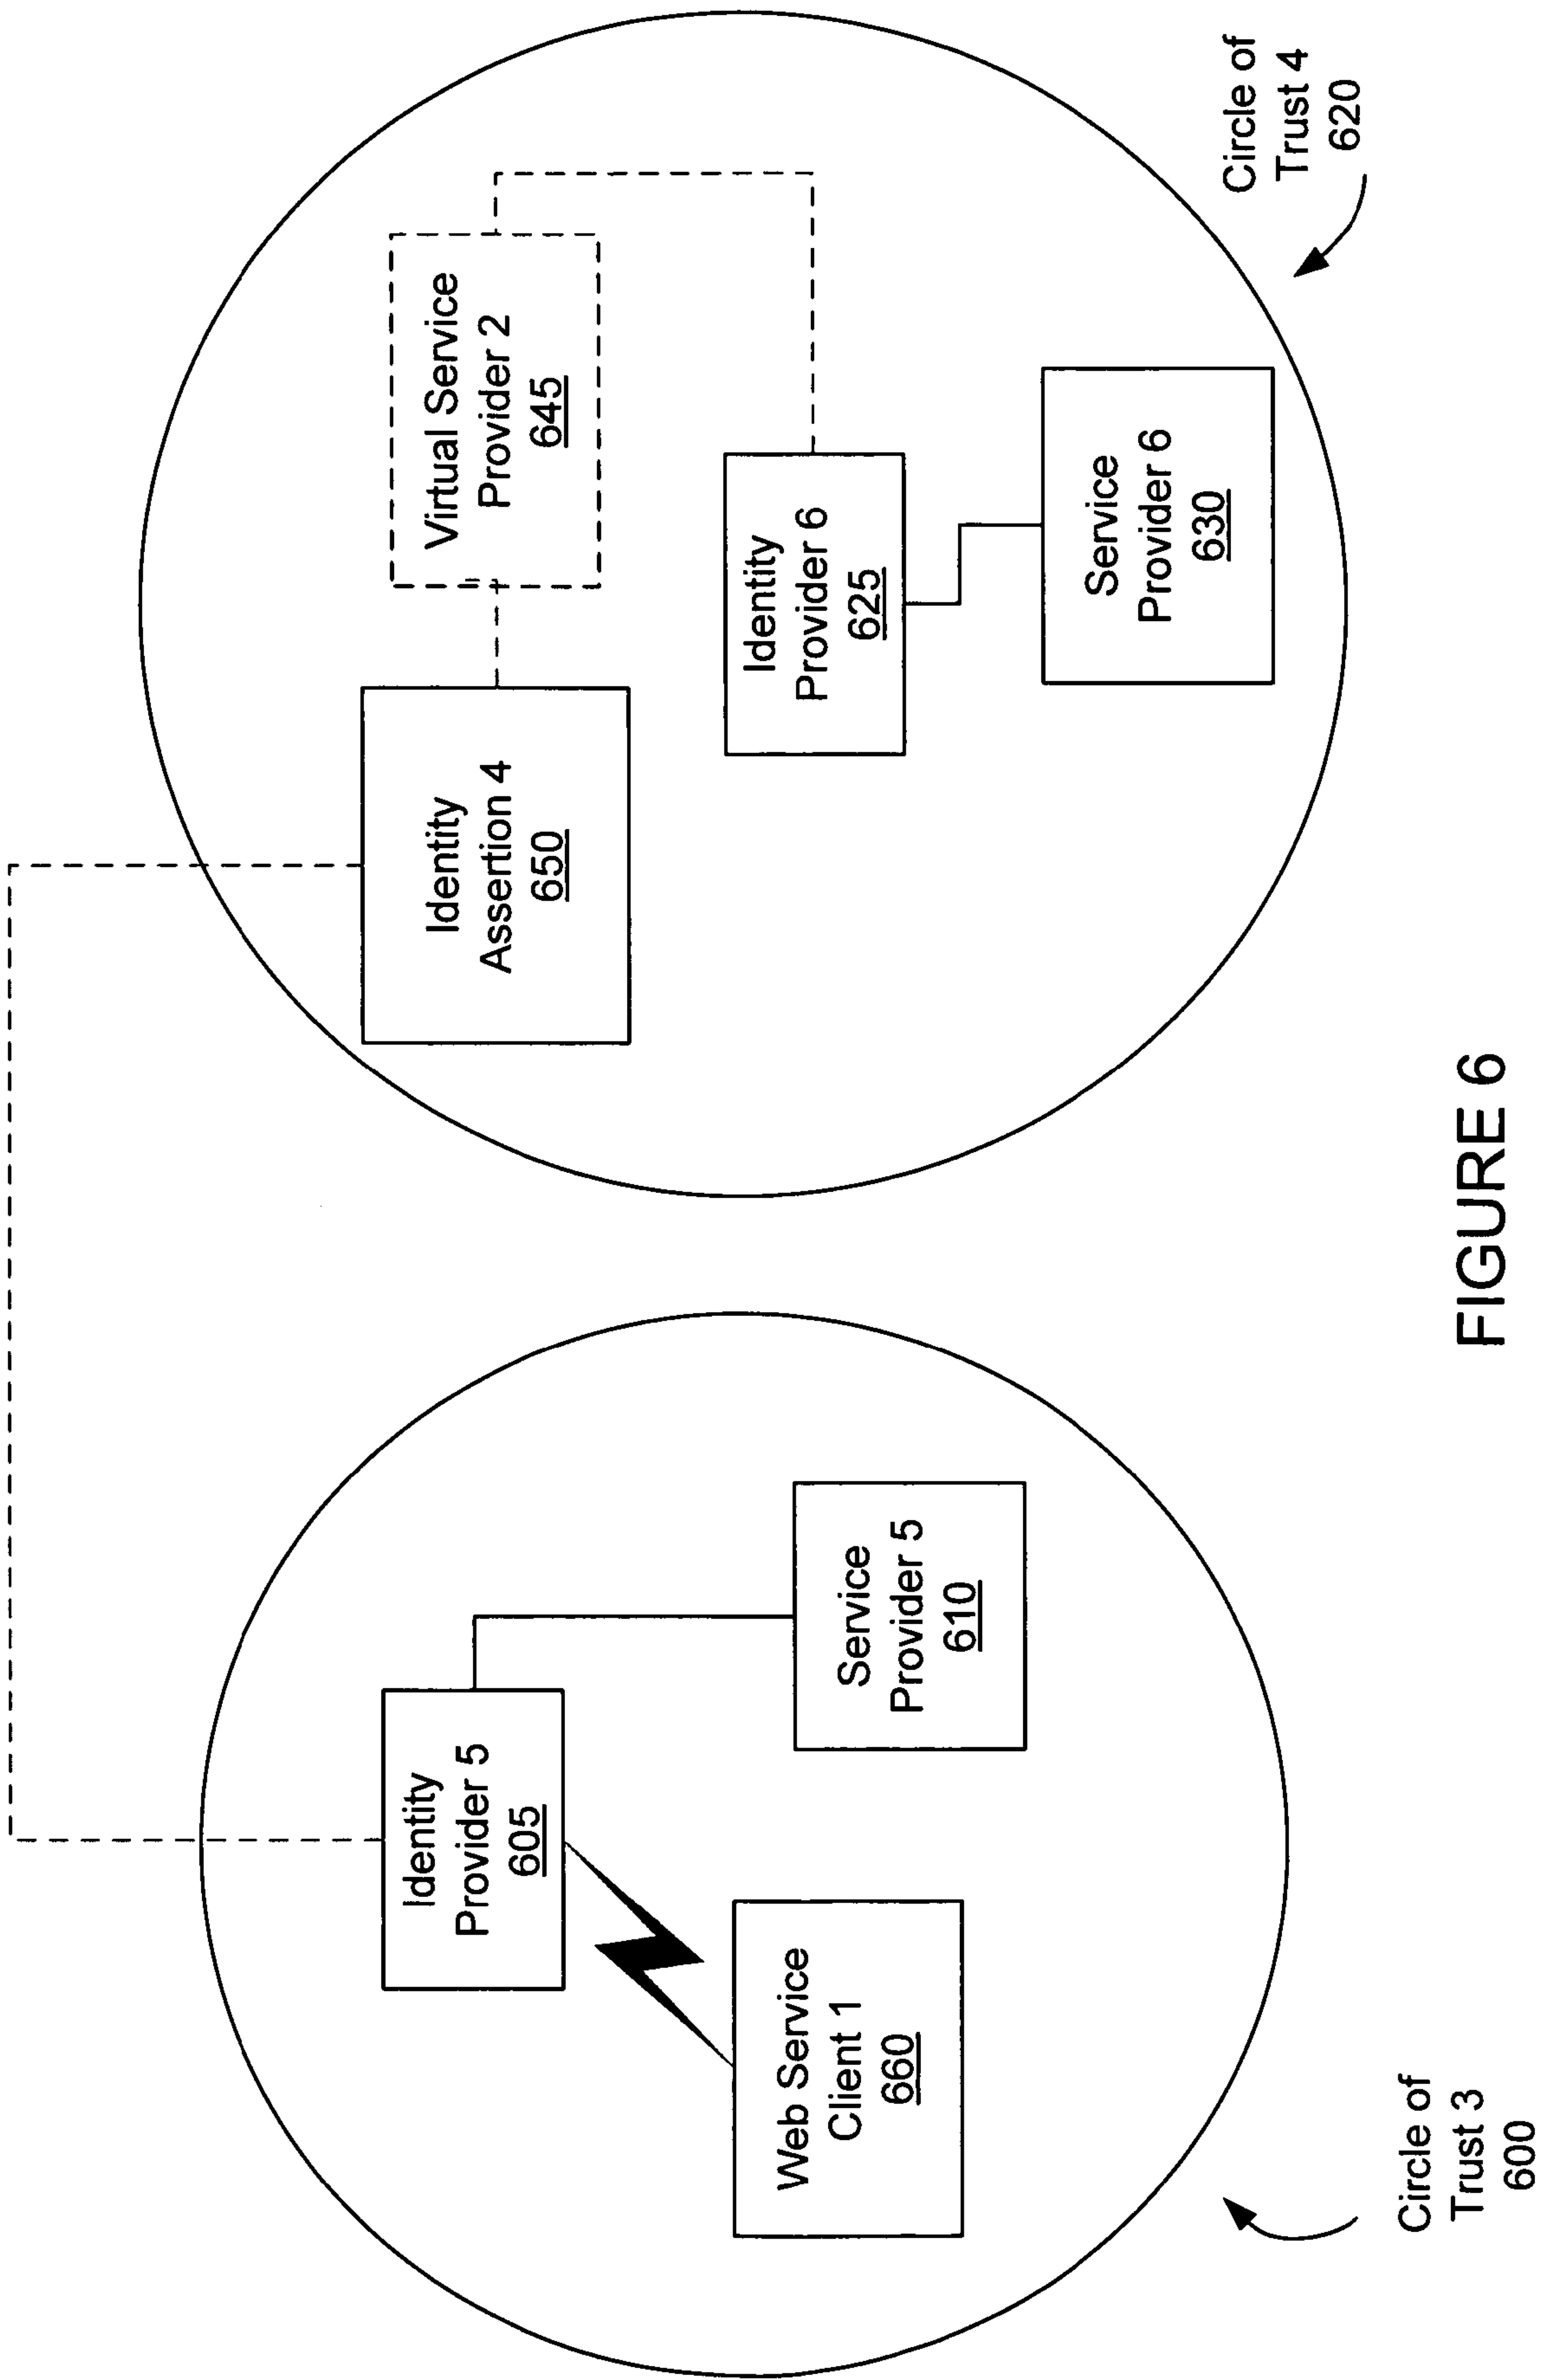 Identity
Provider 5
605
Service
Provider 5
610
Web Service
Client 1
660
Circle of
Trust 3
600
Identity
Assertion 4
650
Virtual Service
Provider 2
645
Identity
Provider 6
625
Service
Provider 6
630
Circle of
Trust 4
620
FIGURE 6